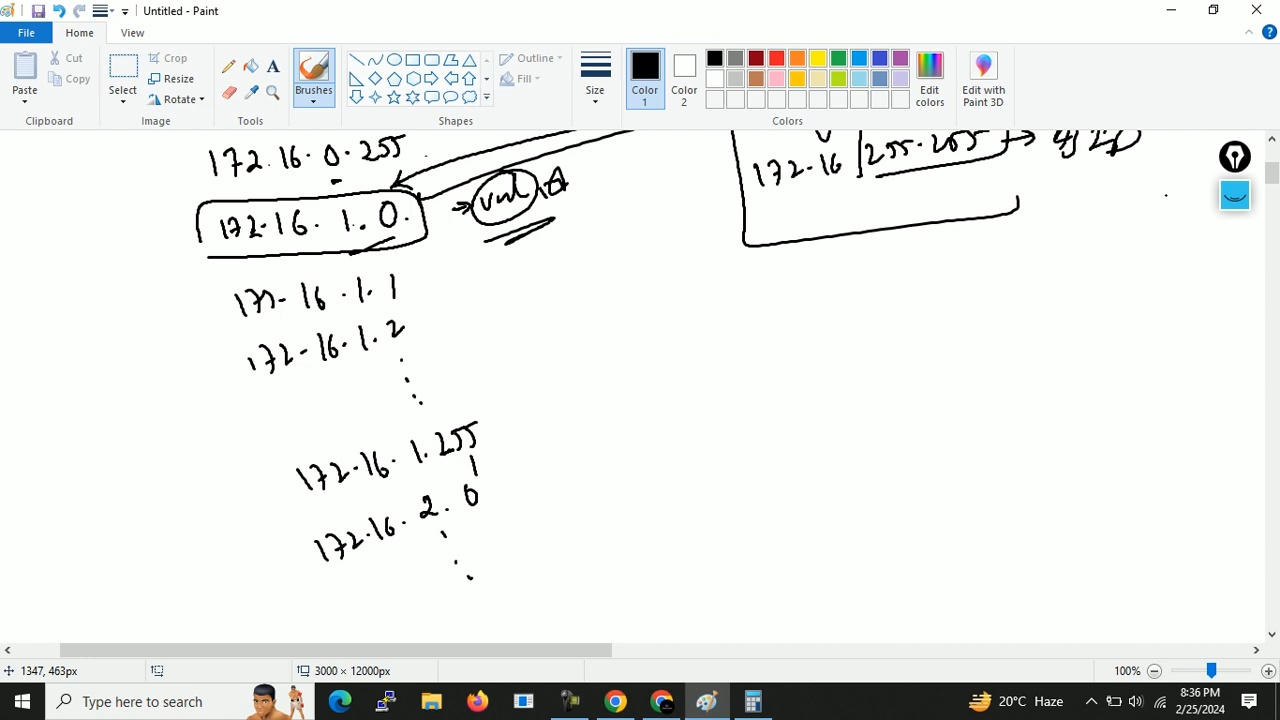 Untitled - Paint
File Home View
Cut
Copy
Paste
Clipboard
Select
Crop
Resize
Rotate
Image
Tools
Brushes
Outline
Fill
Shapes
Size
Color 1
Color 2
Edit colors
Edit with Paint 3D
Colors
172.16.0.255
172-16.1.0.
172-16.1.1
172-16.1.2
172.16.1.255
1
172.16.2.0
172-16 255.255
1347, 463px
3000 × 12000px
100%
Type here to search
20°C Haze
8:36 PM
2/25/2024